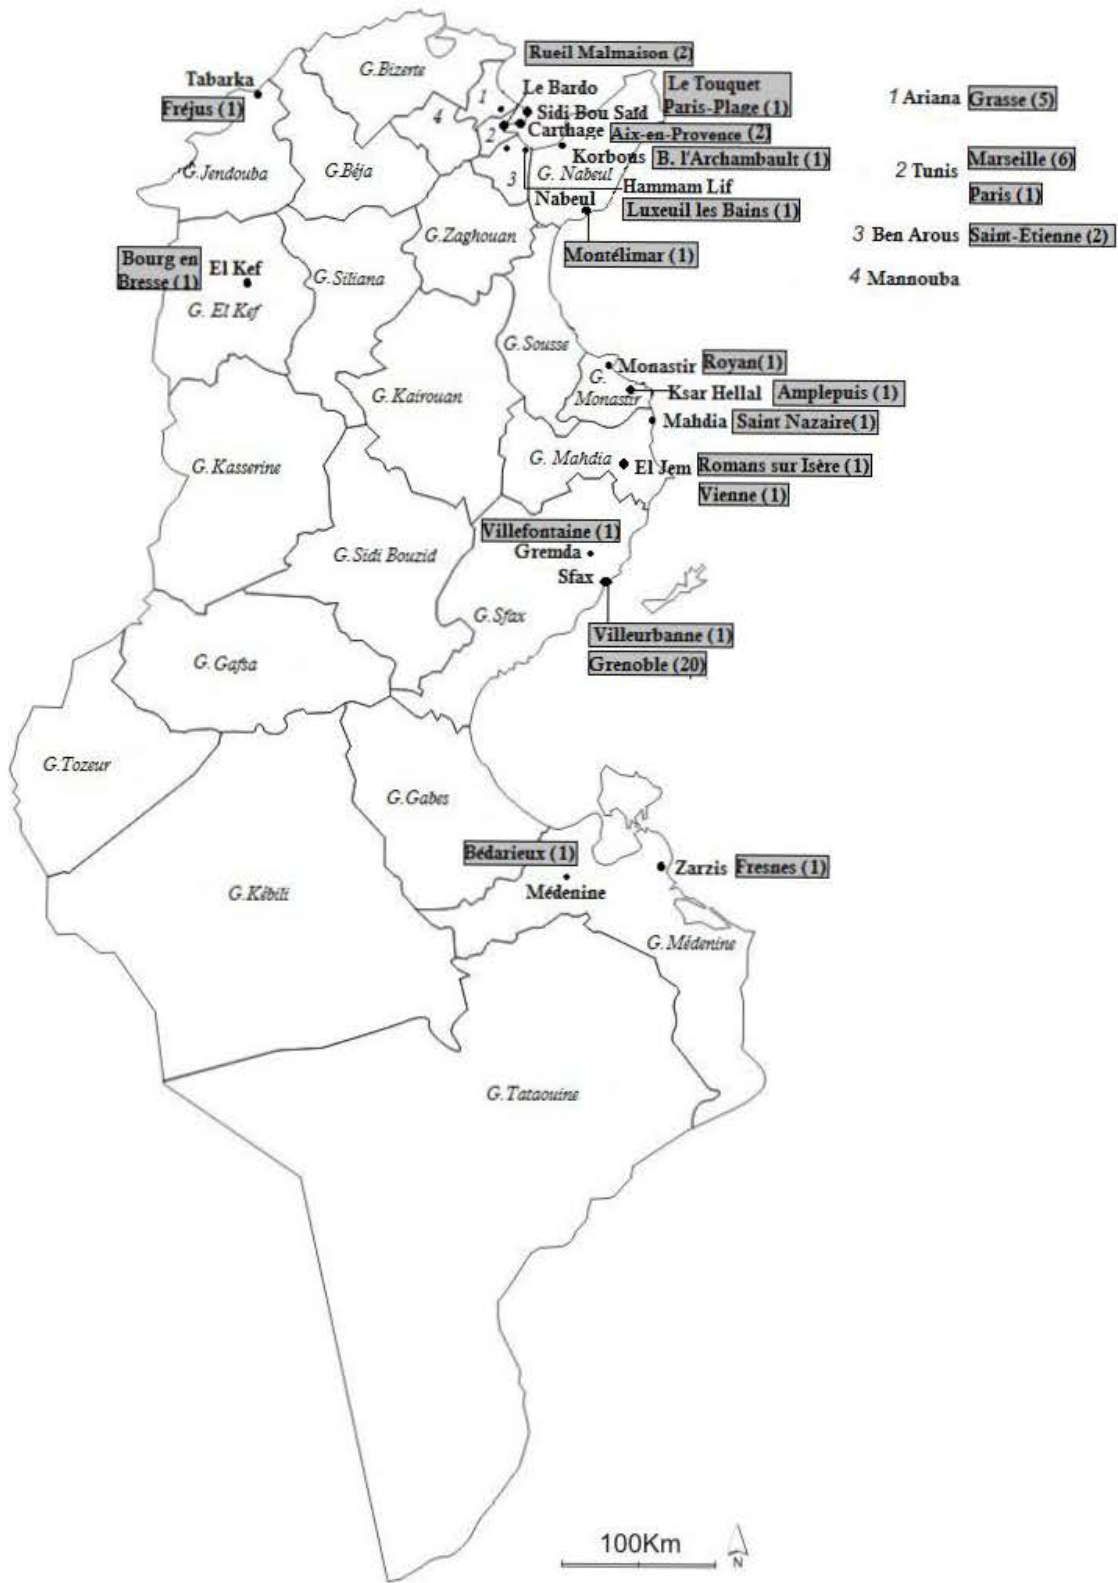 Rueil Malmaison (2)
G.Bizerte
Tabarka
Le Bardo
Le Touquet
Paris-Plage (1)
1 Ariana Grasse (5)
Fréjus (1)
1
Sidi Bou Saïd
4
2
Carthage Aix-en-Provence (2)
Korbous B. l'Archambault (1)
2 Tunis Marseille (6)
Paris (1)
G.Jendouba
G.Béja
3
G. Nabeul
Hammam Lif
Nabeul
Luxeuil les Bains (1)
G.Zaghouan
3 Ben Arous Saint-Etienne (2)
Montélimar (1)
Bourg en
Bresse (1)
El Kef
G.Siliana
4 Mannouba
G. El Kef
G.Sousse
Monastir Royan(1)
G.
Monastir
G.Kairouan
Ksar Hellal Amplepuis (1)
Mahdia Saint Nazaire(1)
G.Kasserine
G. Mahdia
El Jem Romans sur Isère (1)
Vienne (1)
Villefontaine (1)
G.Sidi Bouzid
Gremda
Sfax
G.Sfax
Villeurbanne (1)
Grenoble (20)
G. Gafsa
G.Tozeur
G.Gabes
Bédarieux (1)
Zarzis Fresnes (1)
G.Kébili
Médenine
G. Médenine
G.Tataouine
100Km
N